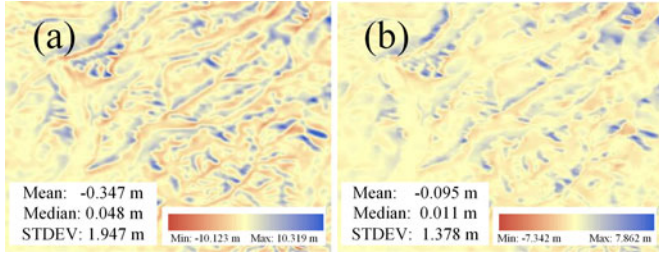 (a)
Mean: -0.347 m
Median: 0.048 m
STDEV: 1.947 m
Min: -10.123 m Max: 10.319 m
(b)
Mean: -0.095 m
Median: 0.011 m
STDEV: 1.378 m
Min: -7.342 m Max: 7.862 m